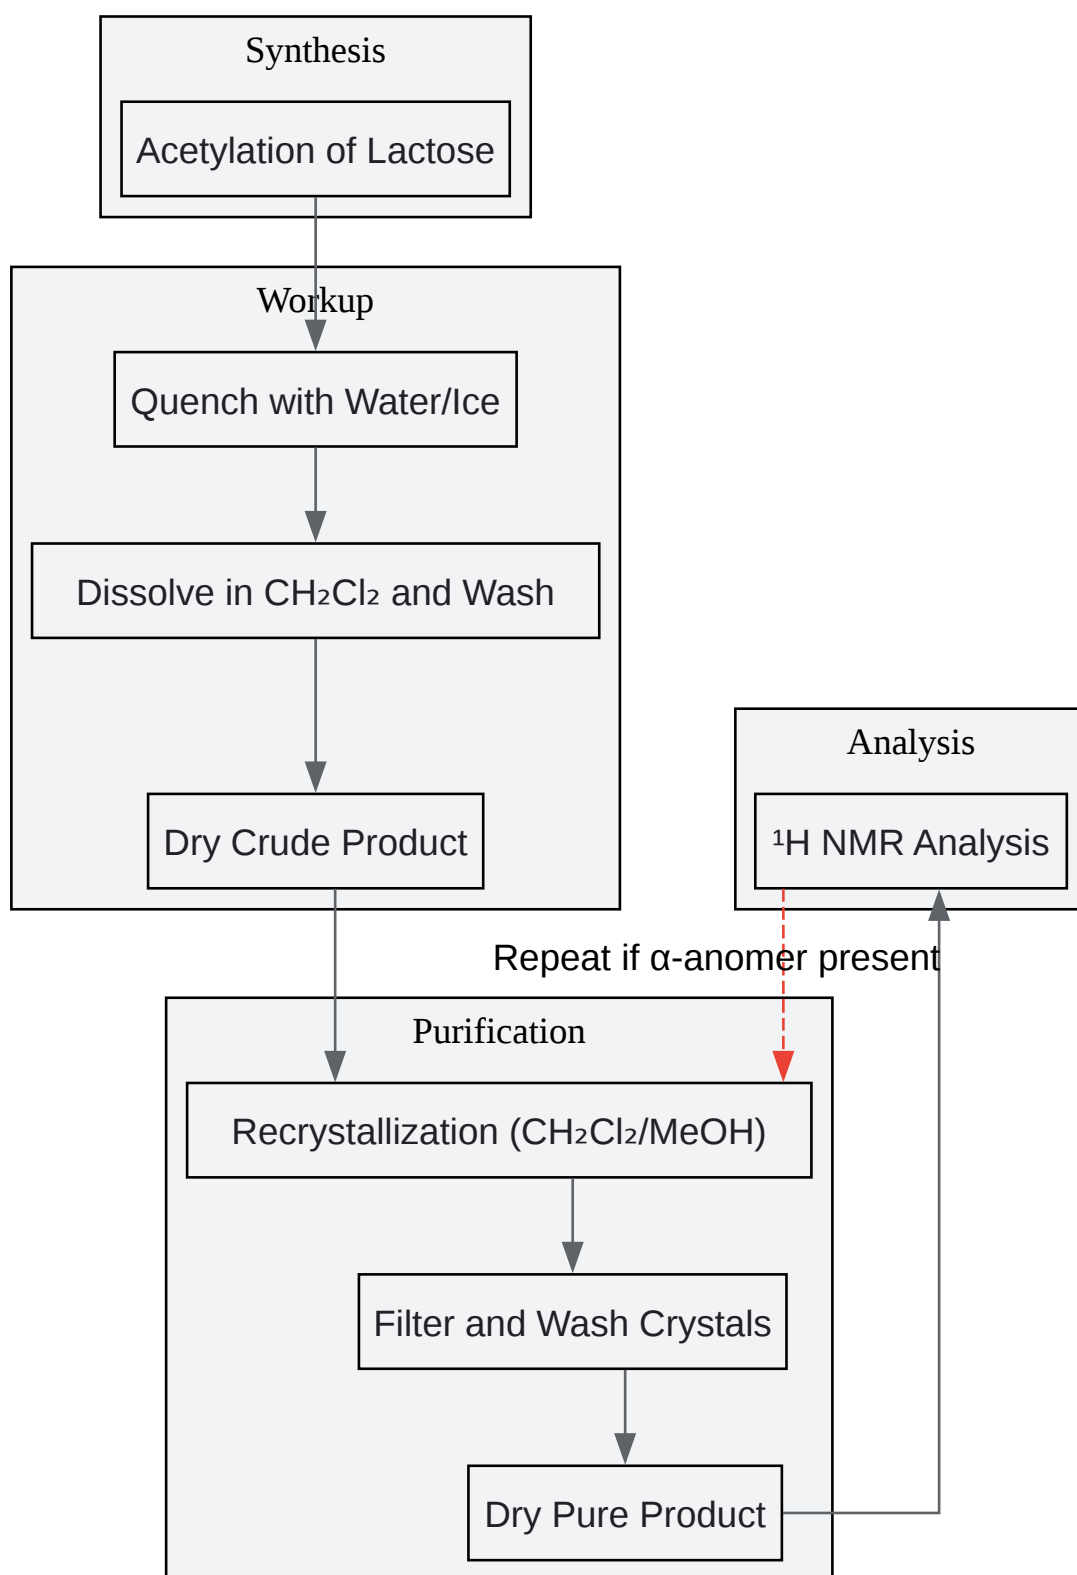 Synthesis
Acetylation of Lactose
Workup
Quench with Water/Ice
Dissolve in CH₂Cl₂ and Wash
Dry Crude Product
Analysis
¹H NMR Analysis
Repeat if α-anomer present
Purification
Recrystallization (CH₂Cl₂/MeOH)
Filter and Wash Crystals
Dry Pure Product